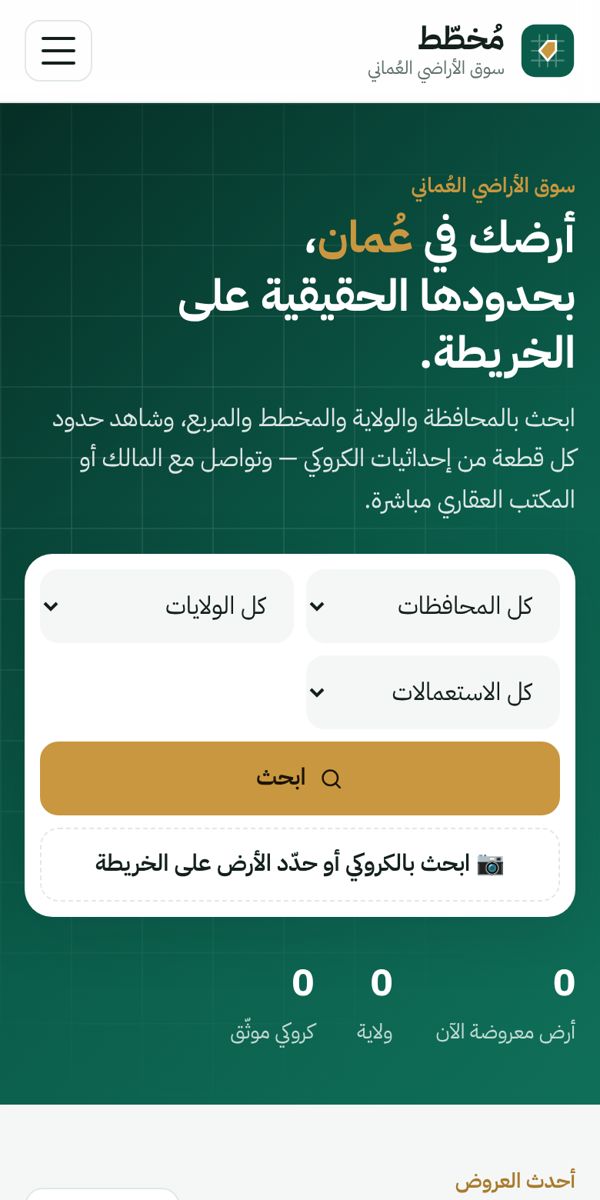 مُخطّط
سوق الأراضي العُماني
سوق الأراضي العُماني
أرضك في عُمان،
بحدودها الحقيقية على
الخريطة.
ابحث بالمحافظة والولاية والمخطط والمربع، وشاهد حدود
كل قطعة من إحداثيات الكروكي — وتواصل مع المالك أو
المكتب العقاري مباشرة.
كل المحافظات
كل الولايات
كل الاستعمالات
ابحث
📷 ابحث بالكروكي أو حدّد الأرض على الخريطة
0 0 0
أرض معروضة الآن ولاية كروكي موثّق
أحدث العروض